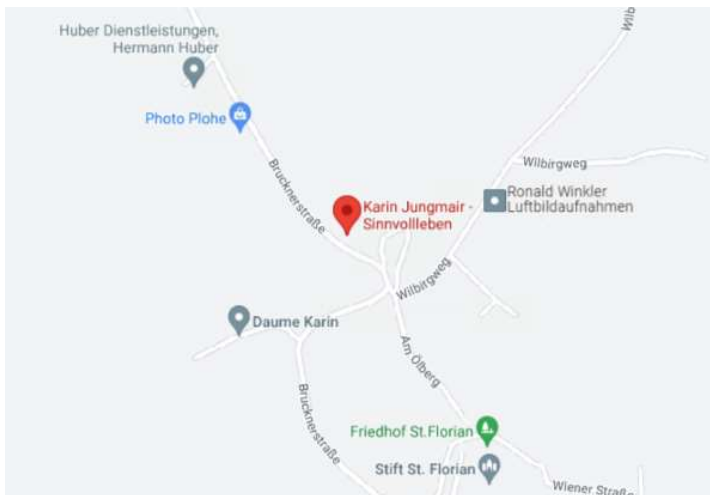 Huber Dienstleistungen,
Hermann Huber
Wilb
Photo Plohe
Brucknerstraße
Wilbirgweg
Karin Jungmair -
Sinnvollleben
Ronald Winkler
Luftbildaufnahmen
Wilbirgweg
Daume Karin
Am Ölberg
Brucknerstraße
Friedhof St.Florian
Stift St. Florian
Wiener Straße